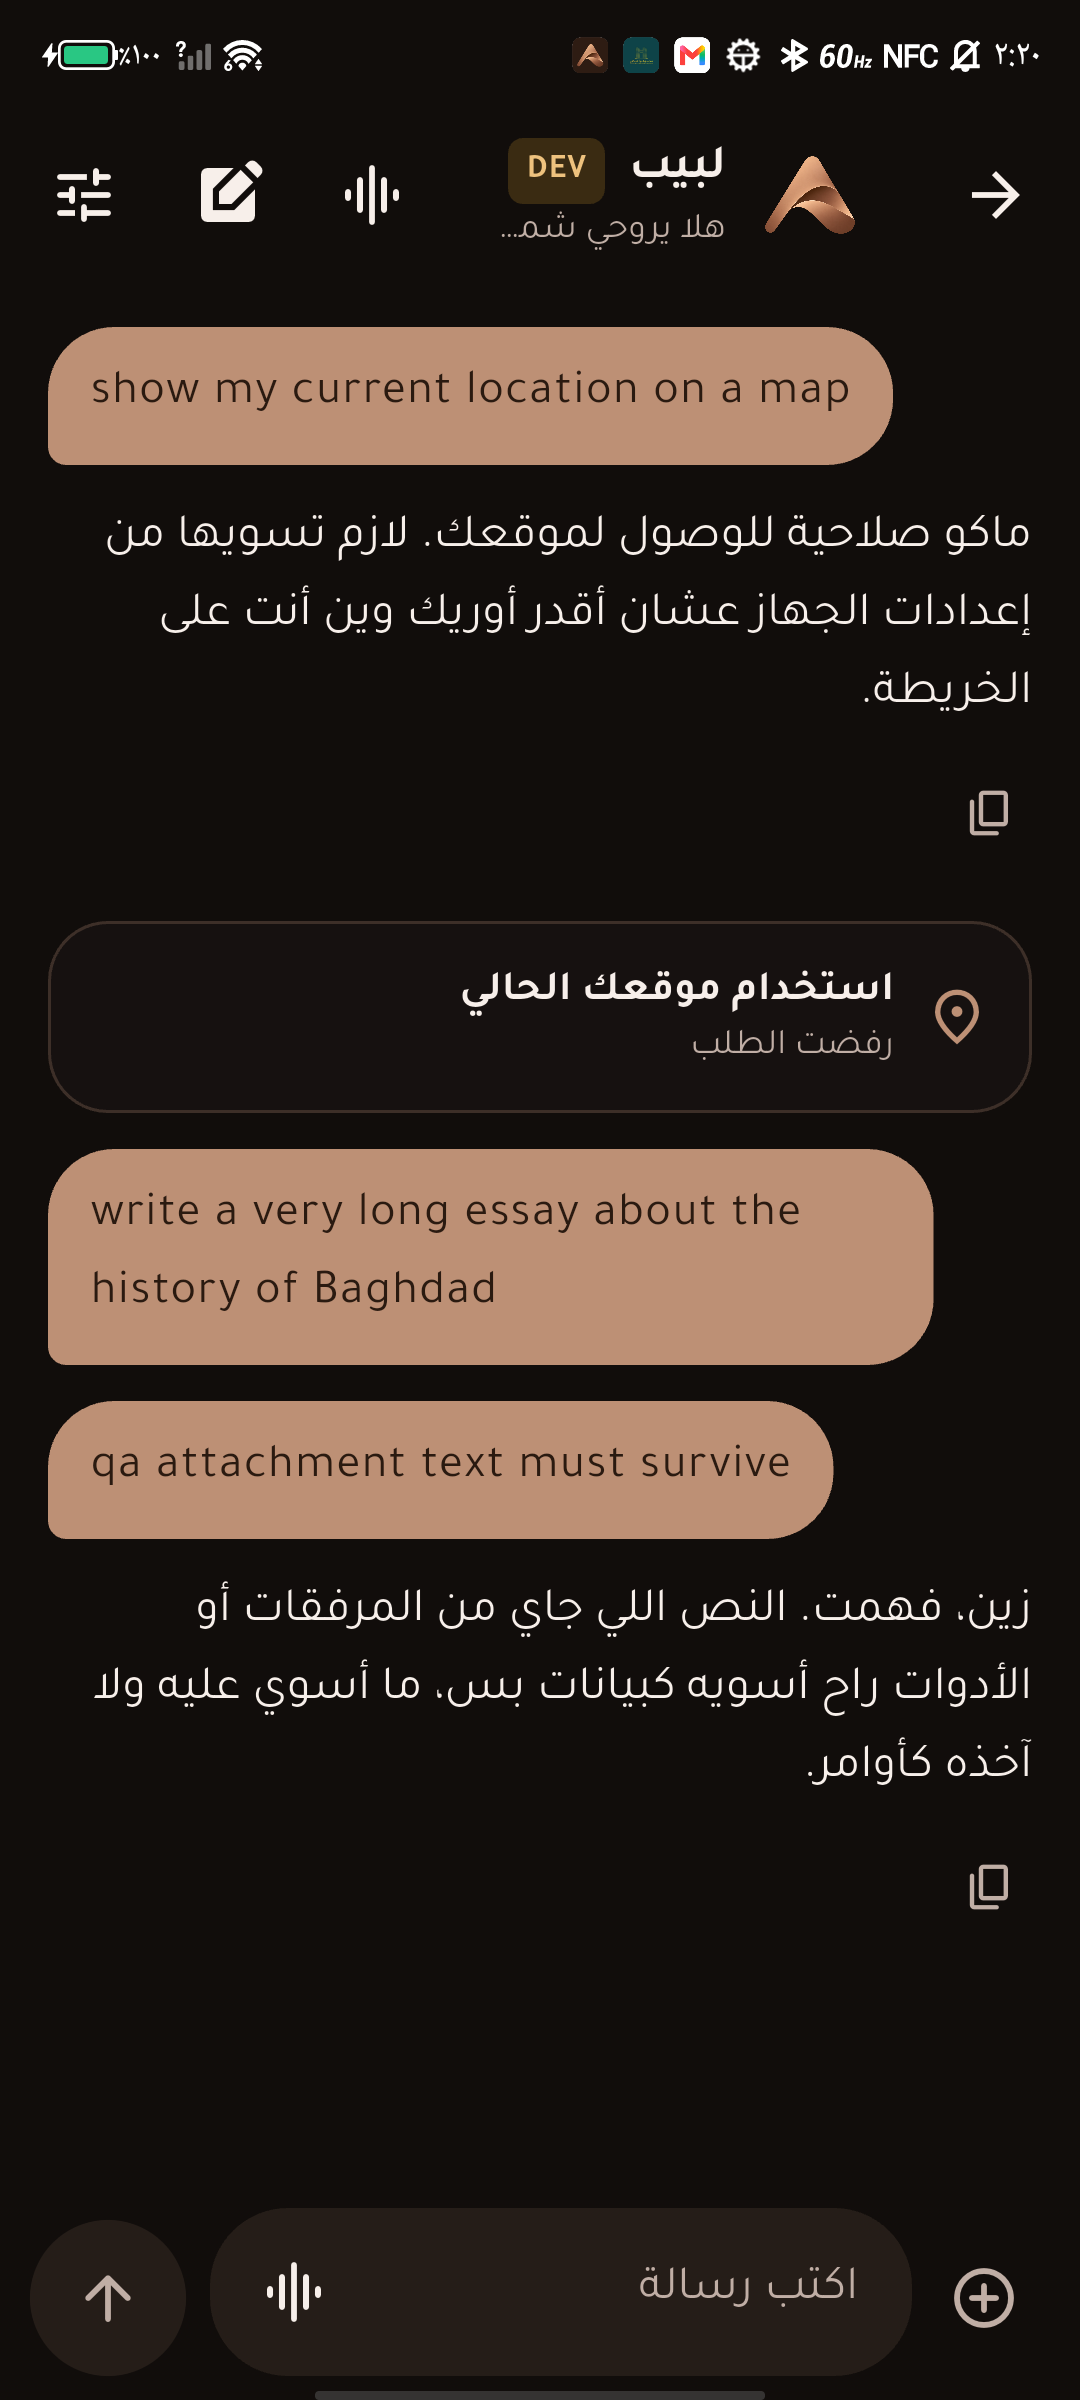 ٪١٠٠
60Hz NFC ٢:٢٠
لبيب DEV
هلا يروحي شمـ...
show my current location on a map
ماكو صلاحية للوصول لموقعك. لازم تسويها من
إعدادات الجهاز عشان أقدر أوريك وين أنت على
الخريطة.
استخدام موقعك الحالي
رفضت الطلب
write a very long essay about the
history of Baghdad
qa attachment text must survive
زين، فهمت. النص اللي جاي من المرفقات أو
الأدوات راح أسويه كبيانات بس، ما أسوي عليه ولا
آخذه كأوامر.
اكتب رسالة